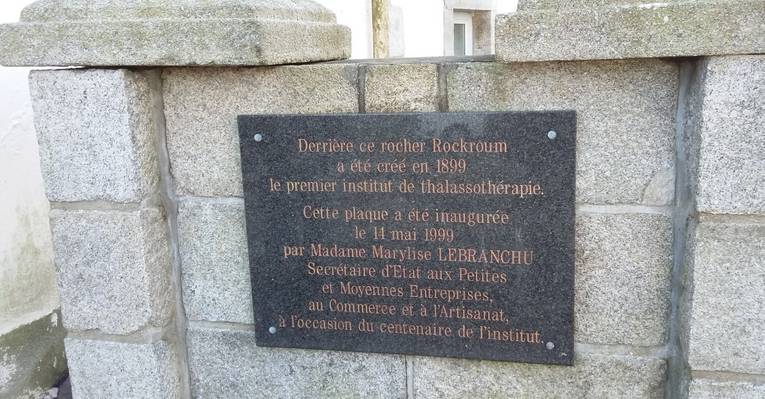 Derrière ce rocher Rockroum
a été créé en 1899
le premier institut de thalassothérapie.
Cette plaque a été inaugurée
le 14 mai 1999
par Madame Marylise LEBRANCHU
Secrétaire d'Etat aux Petites
et Moyennes Entreprises,
au Commerce et à l'Artisanat,
à l'occasion du centenaire de l'institut.